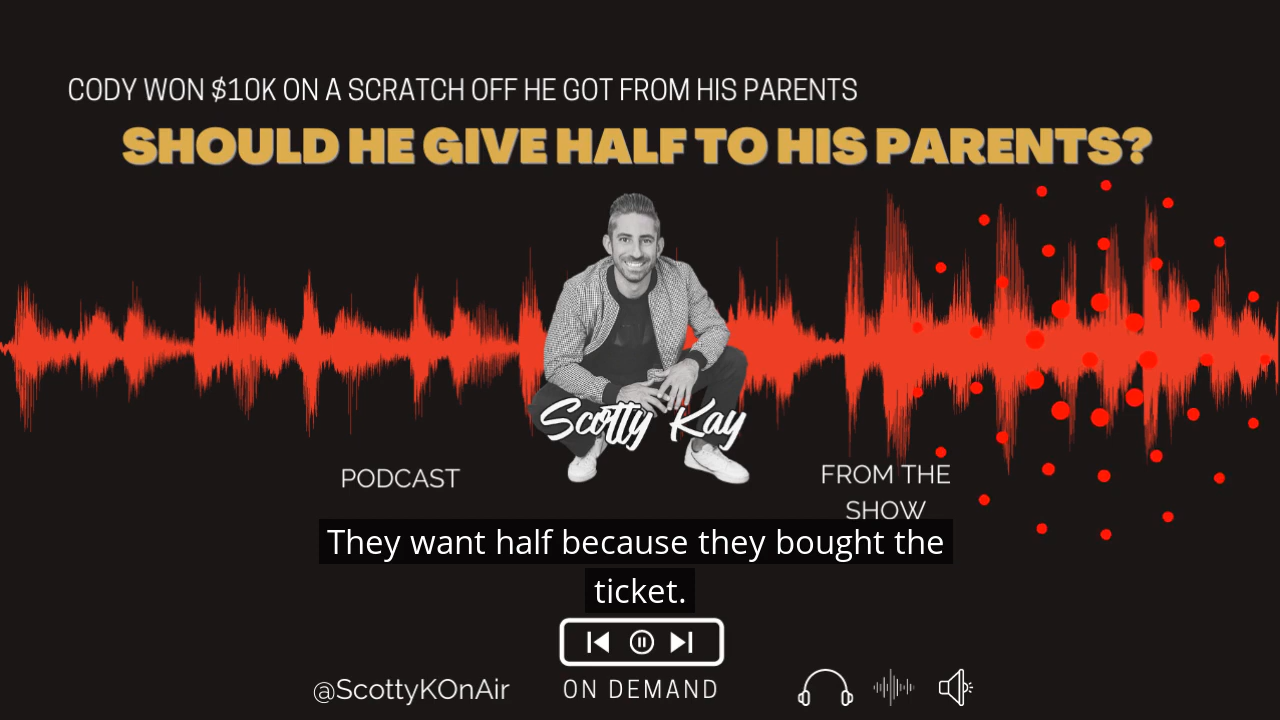 CODY WON $10K ON A SCRATCH OFF HE GOT FROM HIS PARENTS
SHOULD HE GIVE HALF TO HIS PARENTS?
Scotty Kay
PODCAST
FROM THE
SHOW
They want half because they bought the
ticket.
@ScottyKOnAir
ON DEMAND